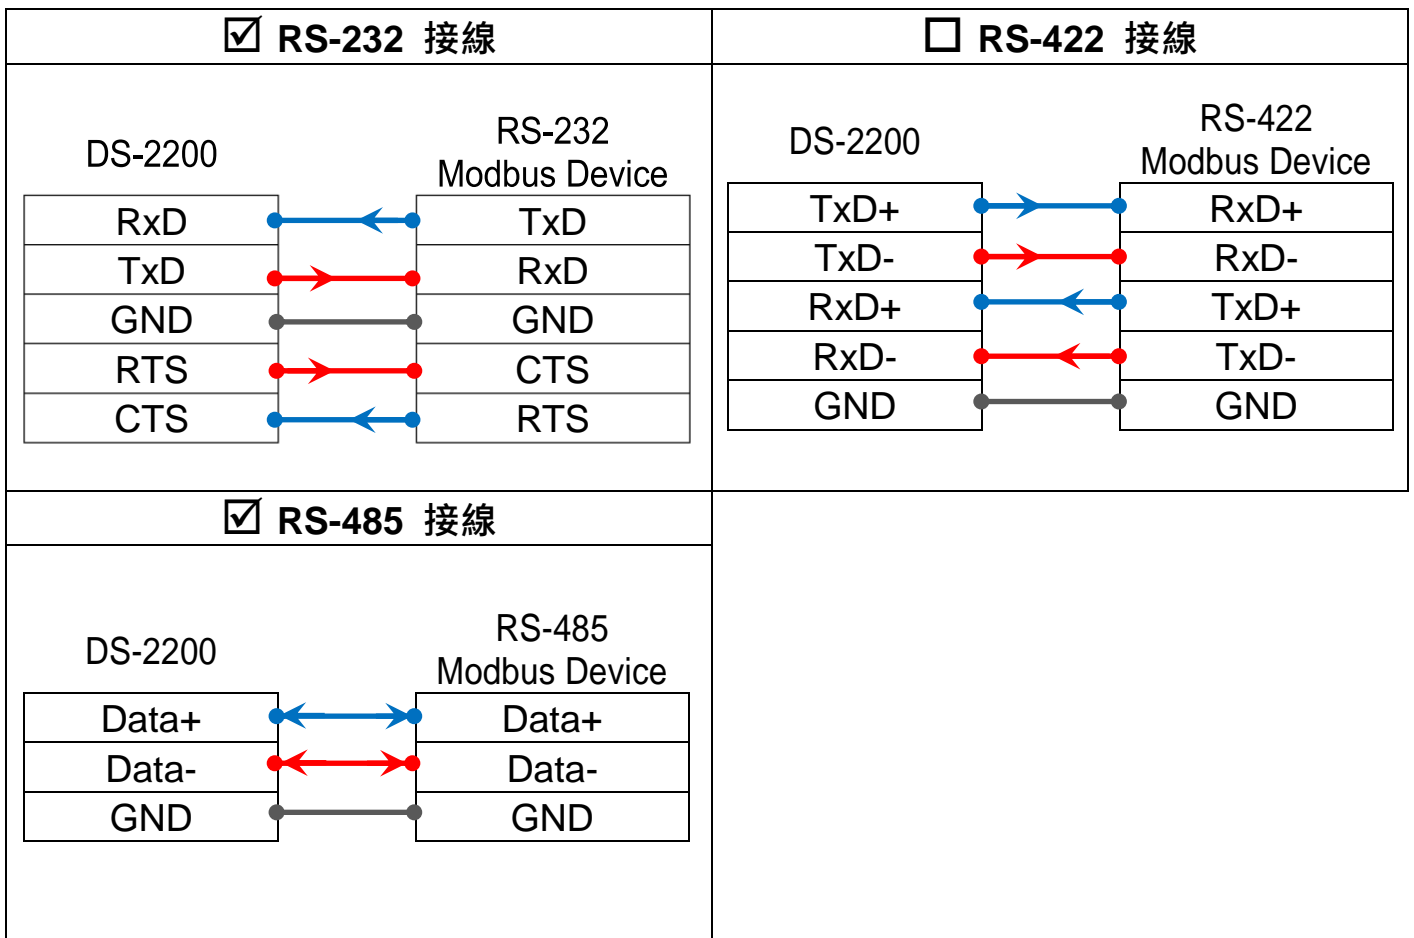 ☑ RS-232 接線
DS-2200
RS-232
Modbus Device
RxD TxD
TxD RxD
GND GND
RTS CTS
CTS RTS
☐ RS-422 接線
DS-2200
RS-422
Modbus Device
TxD+ RxD+
TxD- RxD-
RxD+ TxD+
RxD- TxD-
GND GND
☑ RS-485 接線
DS-2200
RS-485
Modbus Device
Data+ Data+
Data- Data-
GND GND